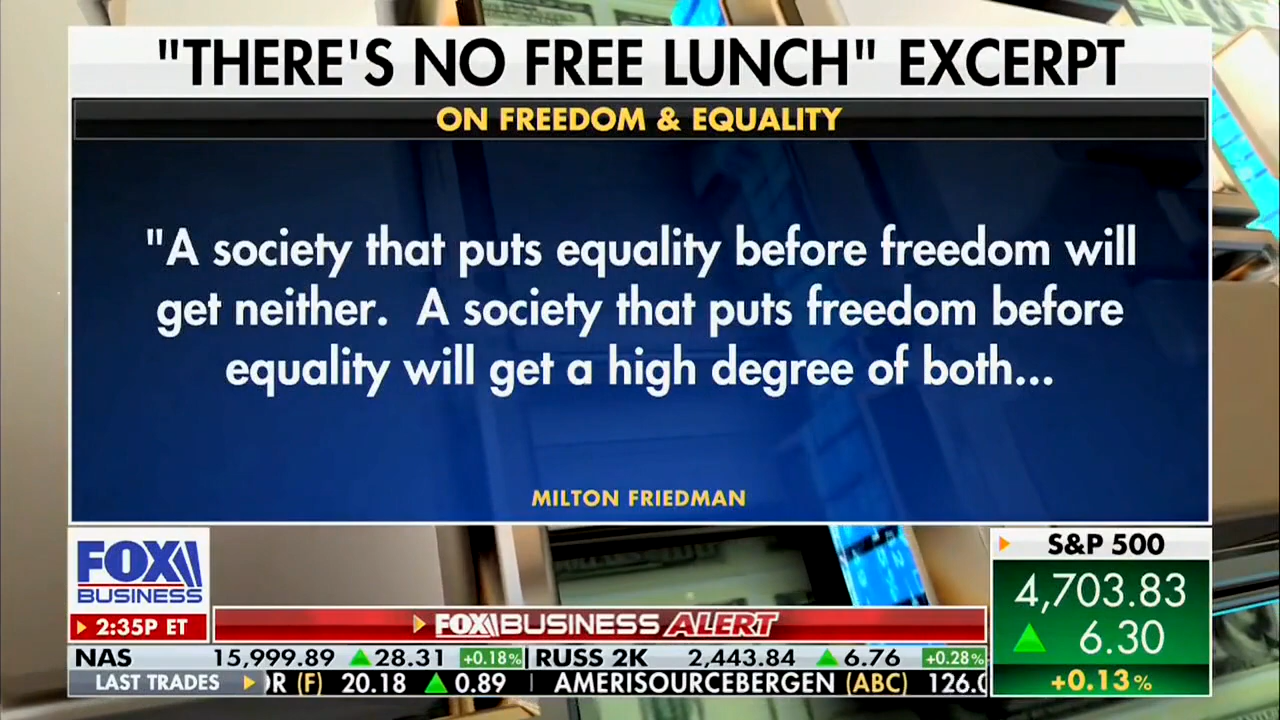 "THERE'S NO FREE LUNCH" EXCERPT
ON FREEDOM & EQUALITY
"A society that puts equality before freedom will
get neither. A society that puts freedom before
equality will get a high degree of both...
MILTON FRIEDMAN
FOX
BUSINESS
2:35P ET
FOX BUSINESS ALERT
S&P 500
4,703.83
6.30
+0.13%
NAS 15,999.89 28.31 +0.18% RUSS 2K 2,443.84 6.76 +0.28%
LAST TRADES (F) 20.18 0.89 AMERISOURCEBERGEN (ABC) 126.0